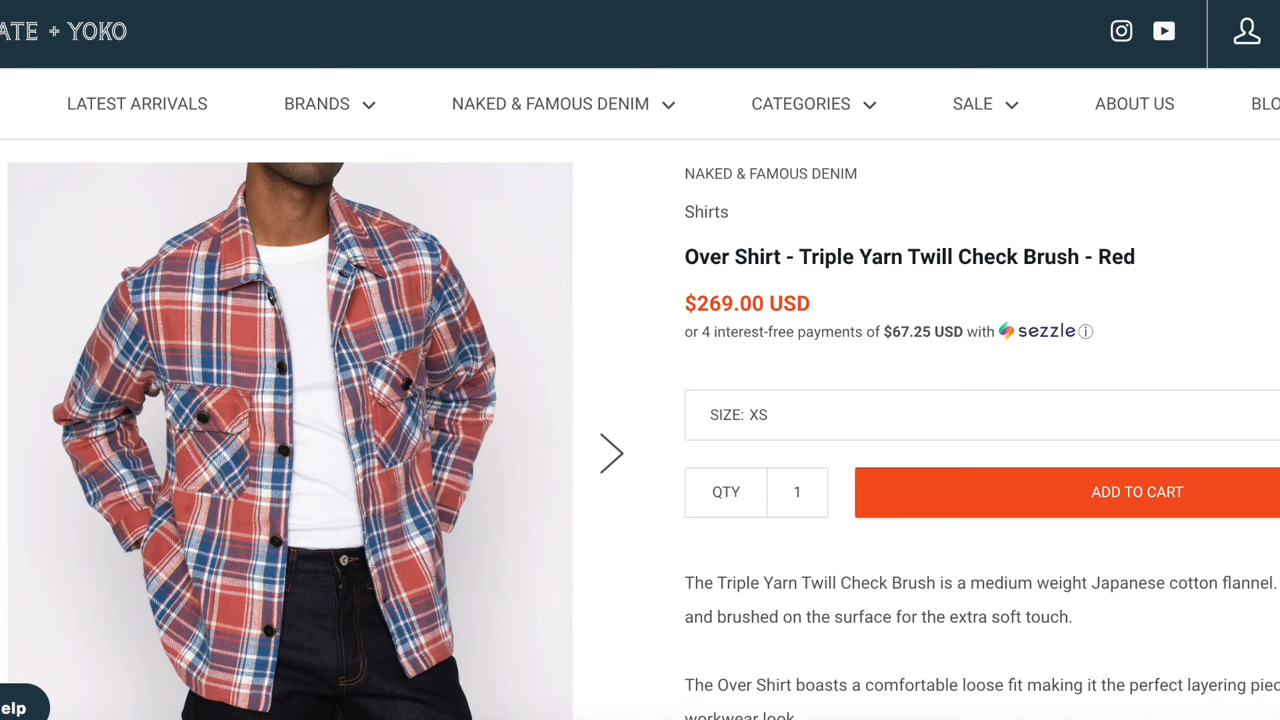 ATE + YOKO
LATEST ARRIVALS BRANDS NAKED & FAMOUS DENIM CATEGORIES SALE ABOUT US BLO
NAKED & FAMOUS DENIM
Shirts
Over Shirt - Triple Yarn Twill Check Brush - Red
$269.00 USD
or 4 interest-free payments of $67.25 USD with sezzle
SIZE: XS
QTY 1 ADD TO CART
The Triple Yarn Twill Check Brush is a medium weight Japanese cotton flannel.
and brushed on the surface for the extra soft touch.
The Over Shirt boasts a comfortable loose fit making it the perfect layering piec
workwear look
elp